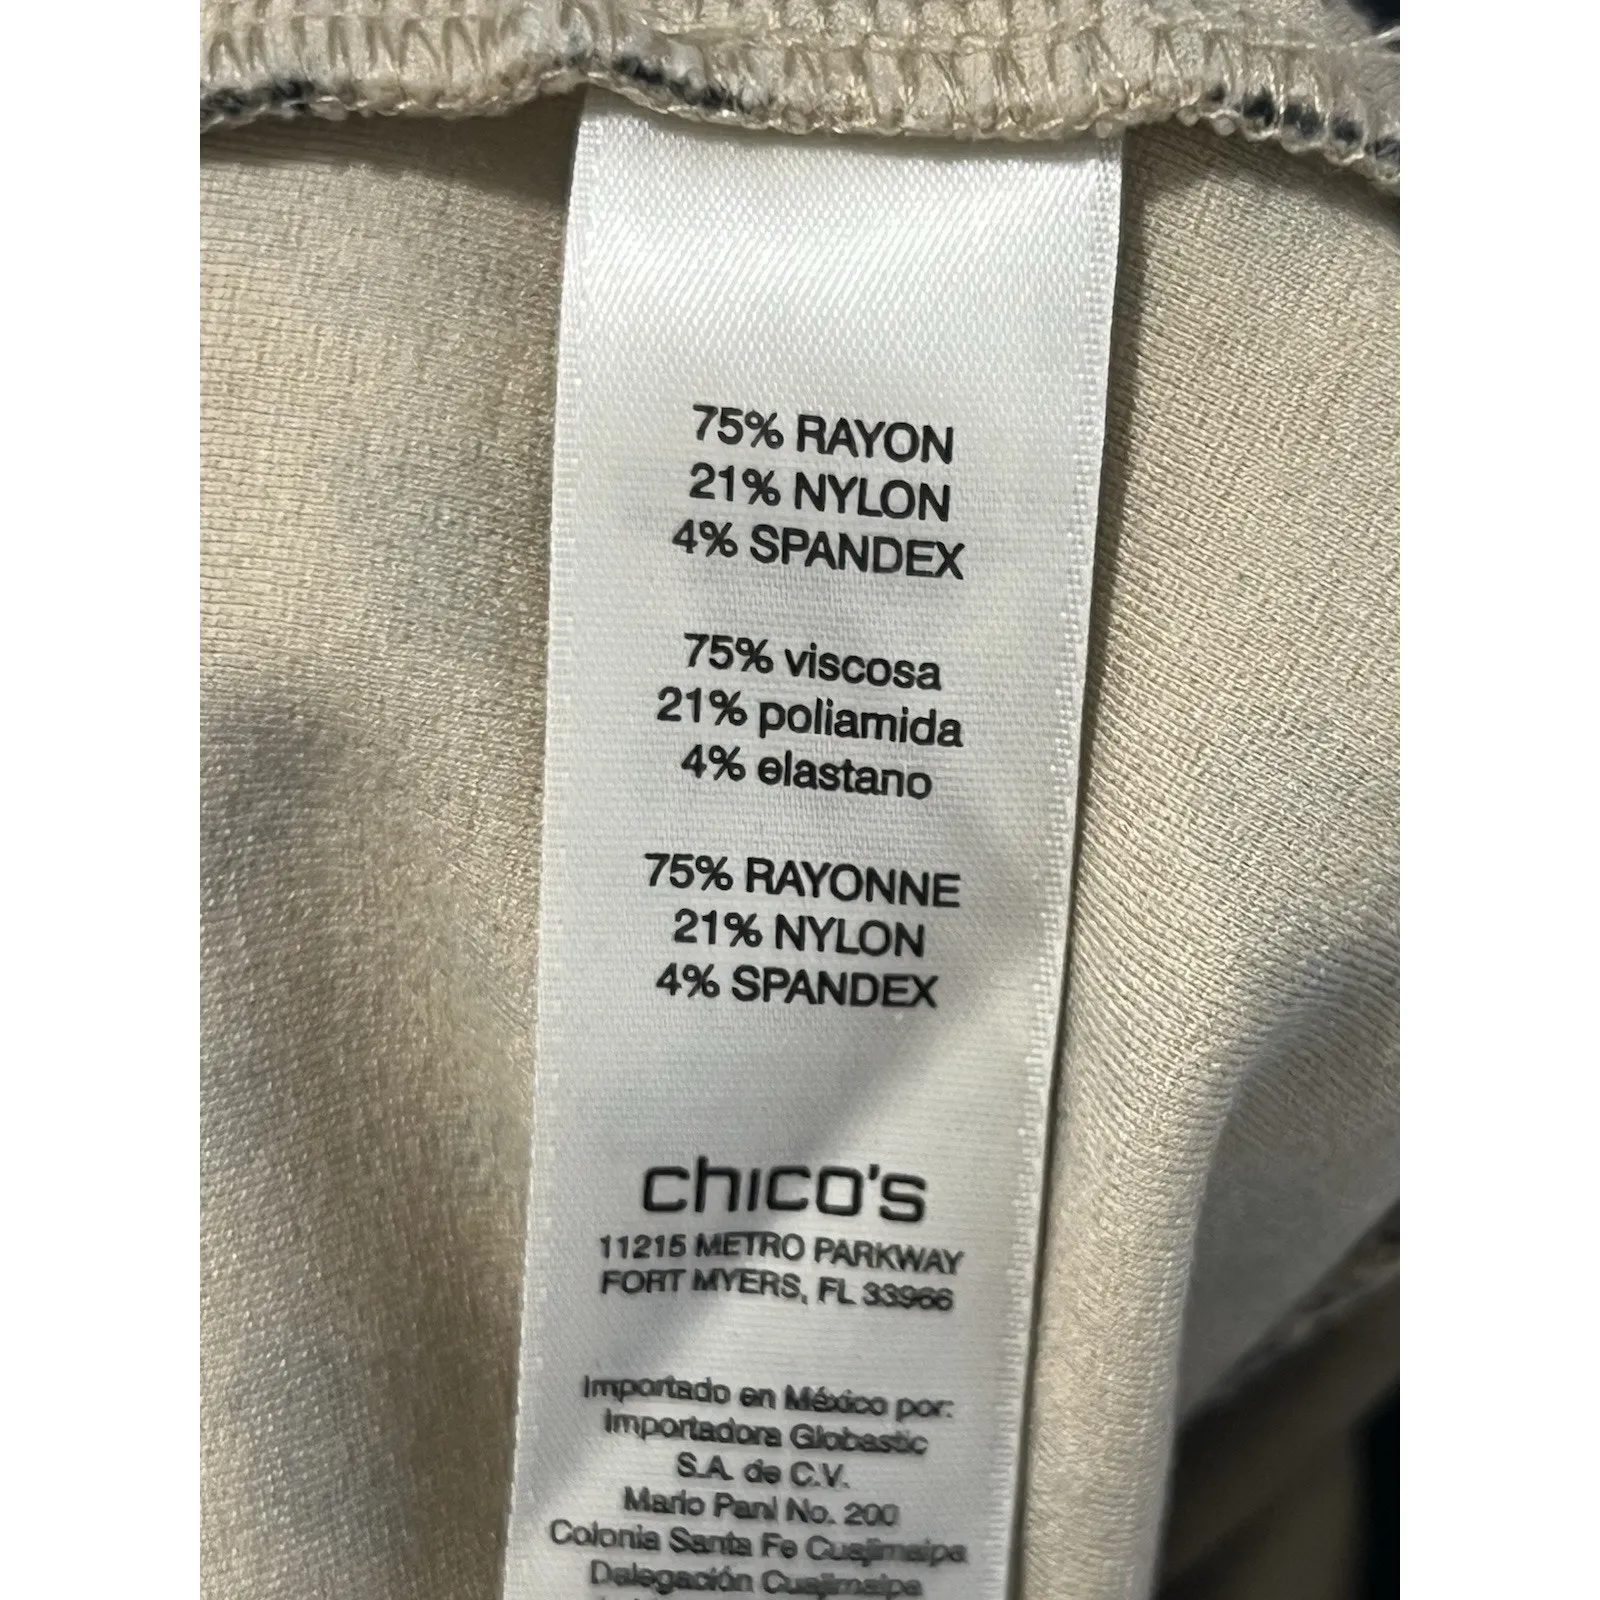 75% RAYON
21% NYLON
4% SPANDEX
75% viscosa
21% poliamida
4% elastano
75% RAYONNE
21% NYLON
4% SPANDEX
chico's
11215 METRO PARKWAY
FORT MYERS, FL 33966
Importado en México por:
Importadora Globastic
S.A. de C.V.
Mario Pani No. 200
Colonia Santa Fe Cuajimalpa
Delegación Cuajimalpa